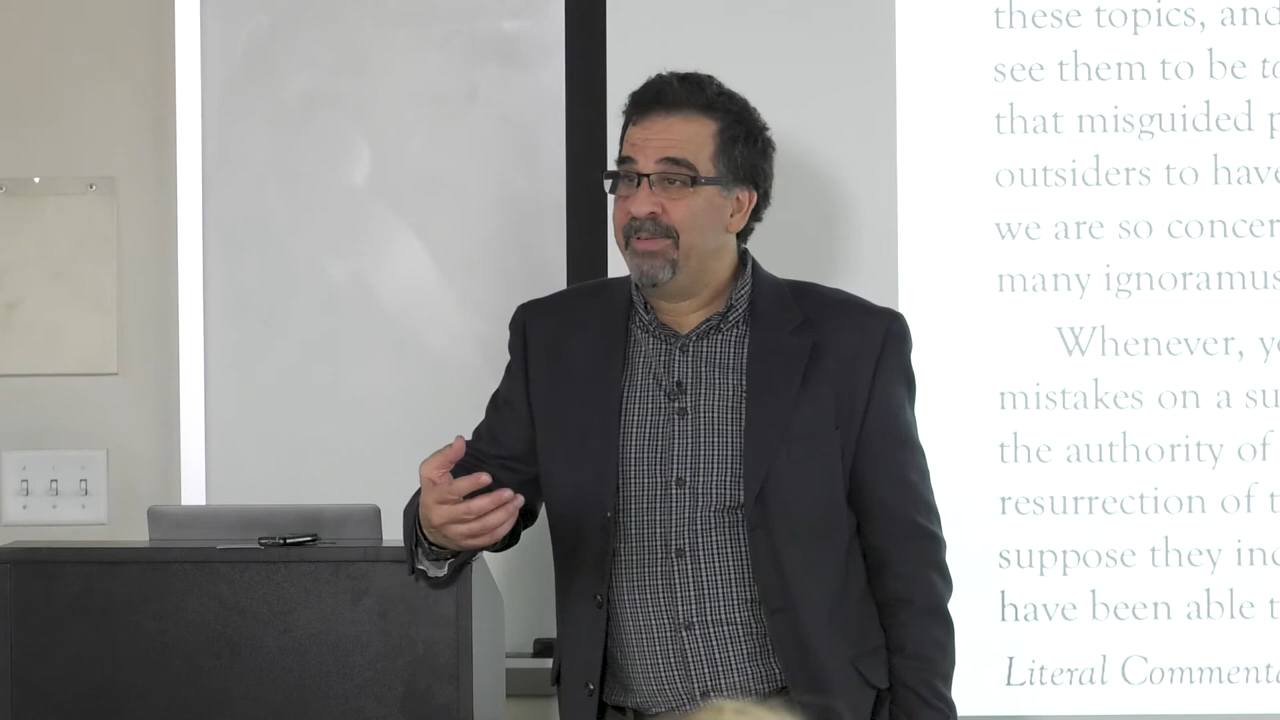 these topics, and
see them to be
that misguided
outsiders to have
we are so concer
many ignoramus
Whenever,
mistakes on a su
the authority of
resurrection of
suppose they inc
have been able
Literal Commenta